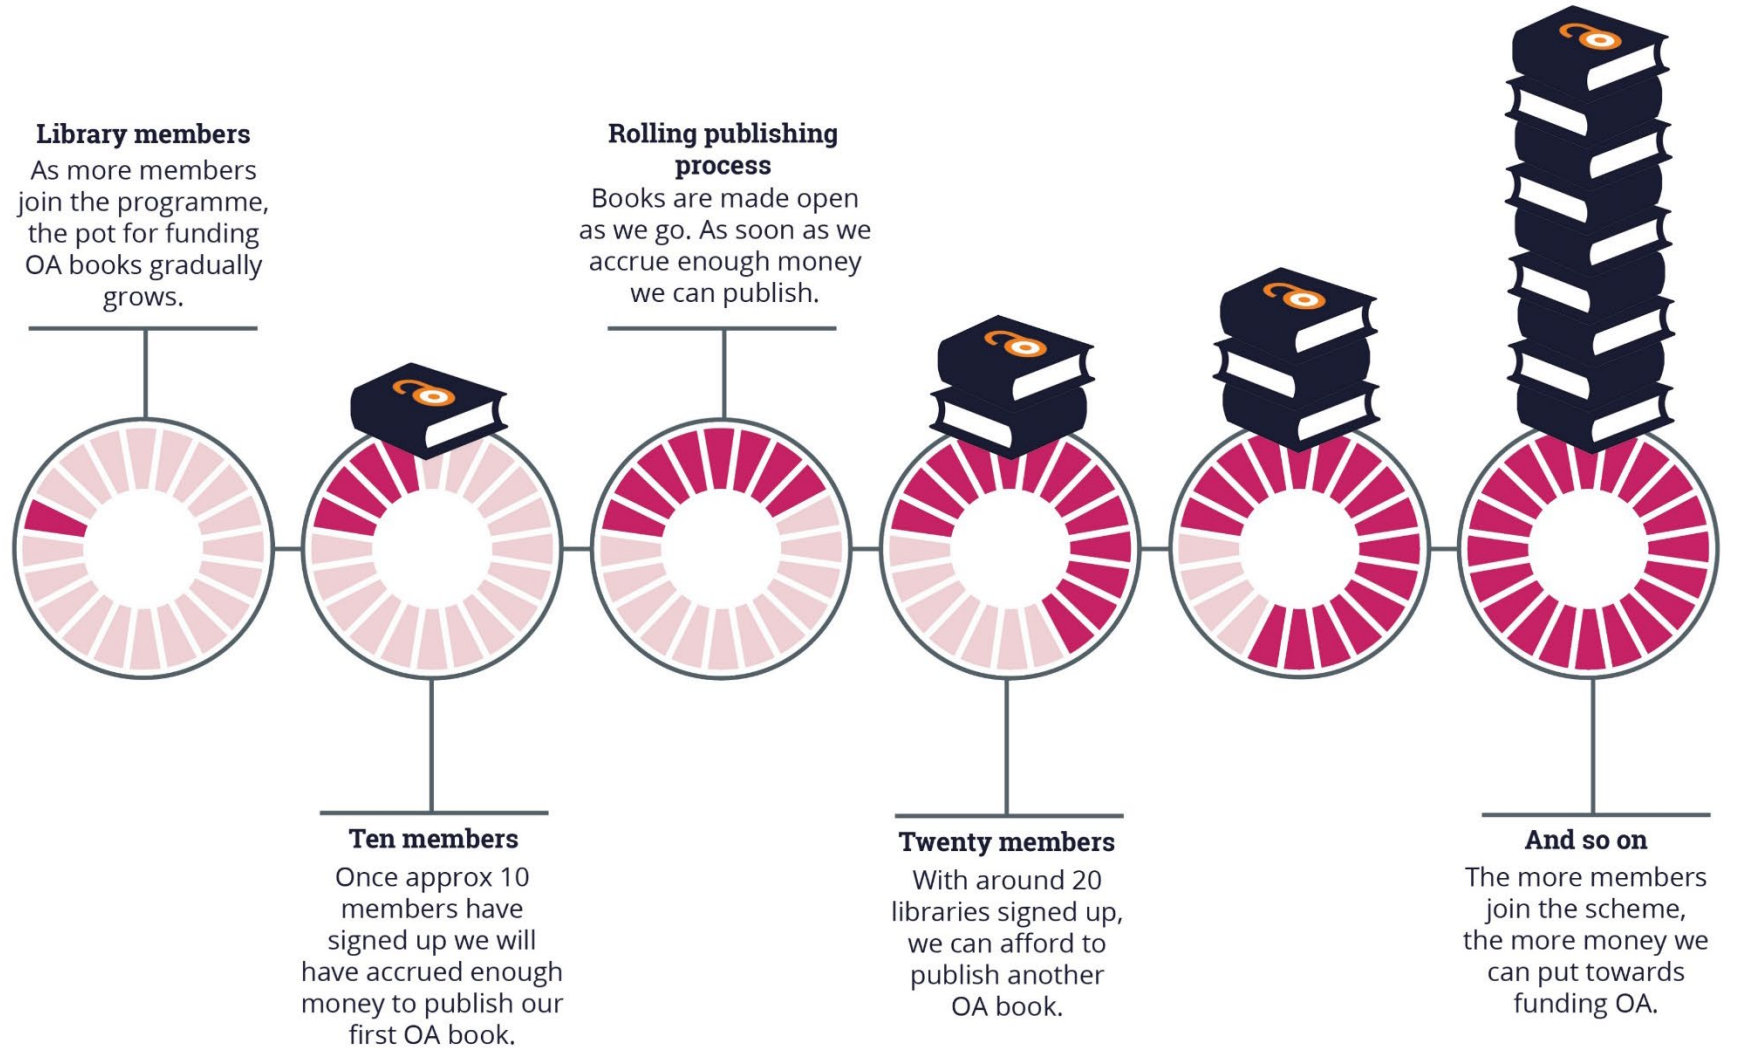 Library members
As more members
join the programme,
the pot for funding
OA books gradually
grows.
Ten members
Once approx 10
members have
signed up we will
have accrued enough
money to publish our
first OA book.
Rolling publishing
process
Books are made open
as we go. As soon as we
accrue enough money
we can publish.
Twenty members
With around 20
libraries signed up,
we can afford to
publish another
OA book.
And so on
The more members
join the scheme,
the more money we
can put towards
funding OA.